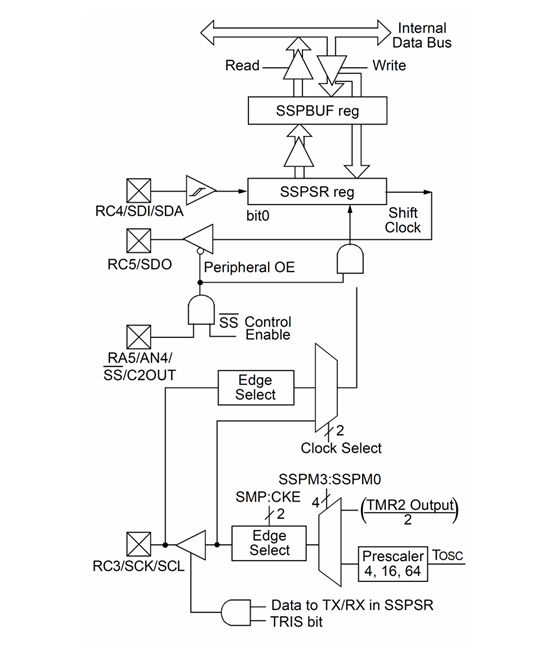 Internal
Data Bus
Read
Write
SSPBUF reg
SSPSR reg
RC4/SDI/SDA
bit0
Shift
Clock
RC5/SDO
Peripheral OE
SS Control
Enable
RA5/AN4/
SS/C2OUT
Edge
Select
2
Clock Select
SSPM3:SSPM0
SMP:CKE
4
2
(TMR2 Output)
2
Edge
Select
Prescaler
4, 16, 64
TOSC
RC3/SCK/SCL
Data to TX/RX in SSPSR
TRIS bit